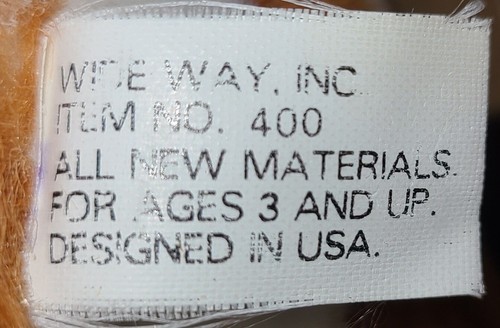 WIDE WAY, INC.
ITEM NO. 400
ALL NEW MATERIALS.
FOR AGES 3 AND UP.
DESIGNED IN USA.